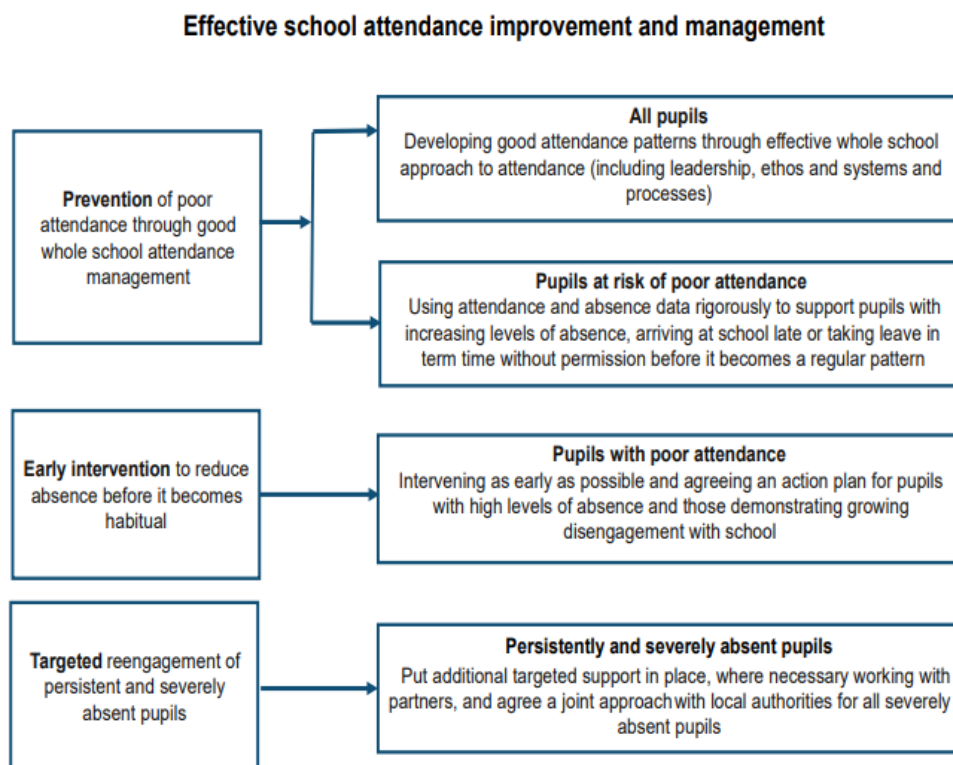 Effective school attendance improvement and management
Prevention of poor
attendance through good
whole school attendance
management
All pupils
Developing good attendance patterns through effective whole school
approach to attendance (including leadership, ethos and systems and
processes)
Pupils at risk of poor attendance
Using attendance and absence data rigorously to support pupils with
increasing levels of absence, arriving at school late or taking leave in
term time without permission before it becomes a regular pattern
Early intervention to reduce
absence before it becomes
habitual
Pupils with poor attendance
Intervening as early as possible and agreeing an action plan for pupils
with high levels of absence and those demonstrating growing
disengagement with school
Targeted reengagement of
persistent and severely
absent pupils
Persistently and severely absent pupils
Put additional targeted support in place, where necessary working with
partners, and agree a joint approach with local authorities for all severely
absent pupils